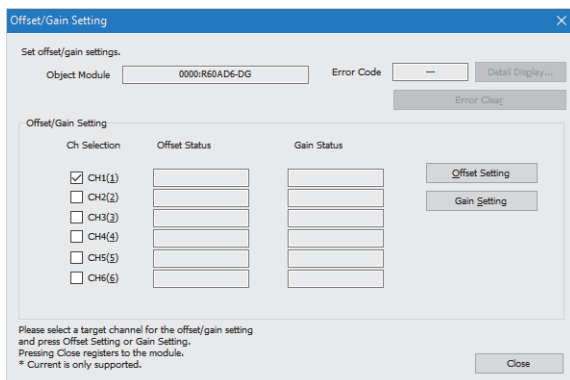 Offset/Gain Setting
Set offset/gain settings.
Object Module 0000:R60AD6-DG Error Code --- Detail Display...
Error Clear
Offset/Gain Setting
Ch Selection Offset Status Gain Status
CH1(1) Offset Setting
CH2(2) Gain Setting
CH3(3)
CH4(4)
CH5(5)
CH6(6)
Please select a target channel for the offset/gain setting
and press Offset Setting or Gain Setting.
Pressing Close registers to the module.
* Current is only supported.
Close